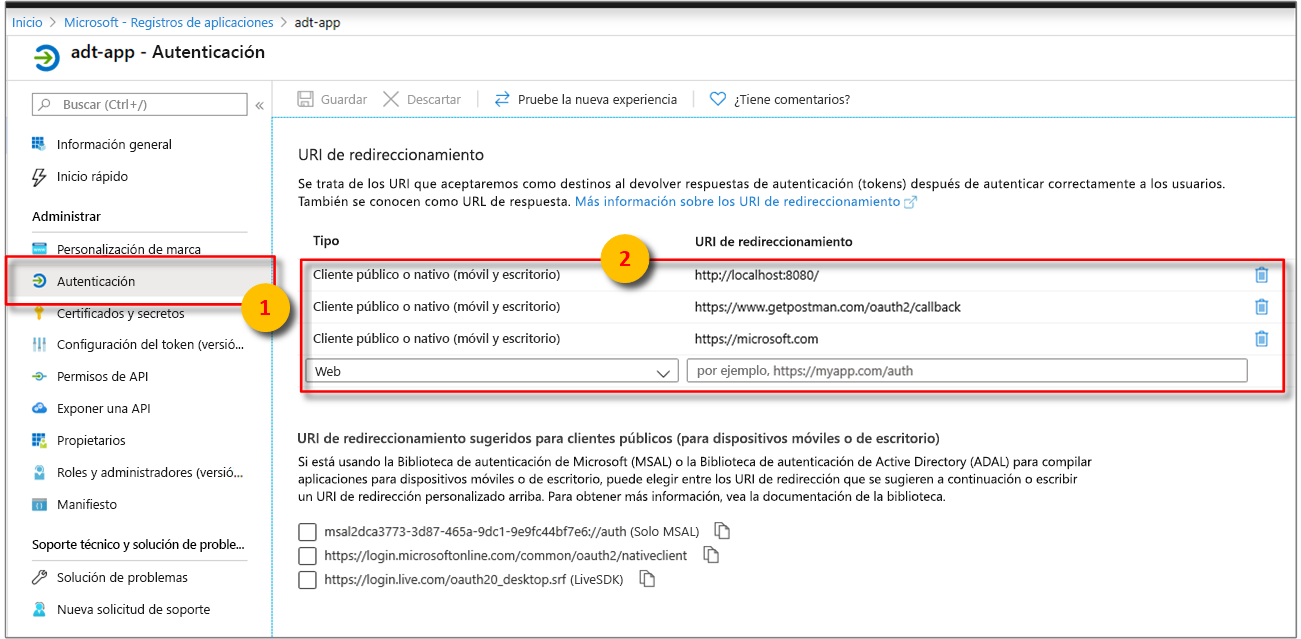 Inicio > Microsoft - Registros de aplicaciones > adt-app
adt-app - Autenticación
Buscar (Ctrl+/)
«
Guardar Descartar Pruebe la nueva experiencia ¿Tiene comentarios?
Información general
Inicio rápido
Administrar
Personalización de marca
Autenticación
1
Certificados y secretos
Configuración del token (versió...
Permisos de API
Exponer una API
Propietarios
Roles y administradores (versió...
Manifiesto
Soporte técnico y solución de proble...
Solución de problemas
Nueva solicitud de soporte
URI de redireccionamiento
Se trata de los URI que aceptaremos como destinos al devolver respuestas de autenticación (tokens) después de autenticar correctamente a los usuarios.
También se conocen como URL de respuesta. Más información sobre los URI de redireccionamiento
Tipo URI de redireccionamiento
2
Cliente público o nativo (móvil y escritorio) http://localhost:8080/
Cliente público o nativo (móvil y escritorio) https://www.getpostman.com/oauth2/callback
Cliente público o nativo (móvil y escritorio) https://microsoft.com
Web por ejemplo, https://myapp.com/auth
URI de redireccionamiento sugeridos para clientes públicos (para dispositivos móviles o de escritorio)
Si está usando la Biblioteca de autenticación de Microsoft (MSAL) o la Biblioteca de autenticación de Active Directory (ADAL) para compilar
aplicaciones para dispositivos móviles o de escritorio, puede elegir entre los URI de redirección que se sugieren a continuación o escribir
un URI de redirección personalizado arriba. Para obtener más información, vea la documentación de la biblioteca.
msal2dca3773-3d87-465a-9dc1-9e9fc44bf7e6://auth (Solo MSAL)
https://login.microsoftonline.com/common/oauth2/nativeclient
https://login.live.com/oauth20_desktop.srf (LiveSDK)